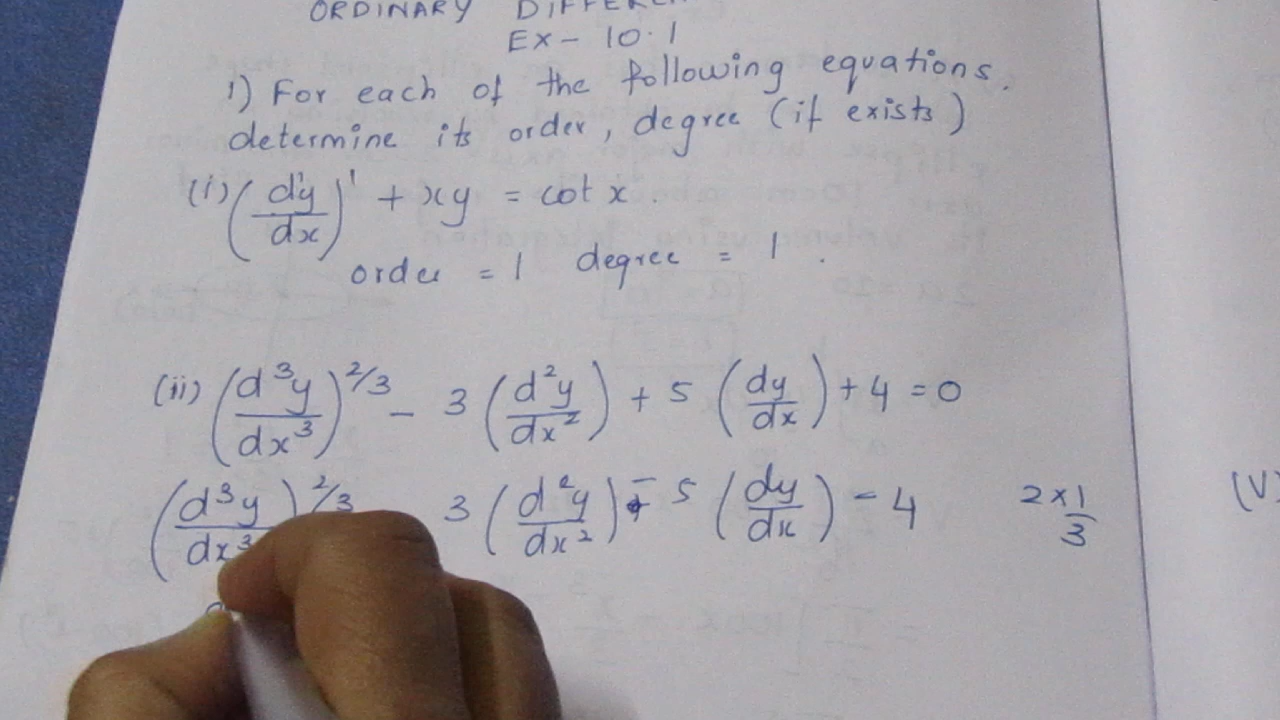 ORDINARY
EX - 10.1
1) For each of the following equations.
determine its order, degree (if exists)
(i) (d'y/dx)' + xy = cot x.
order = 1 degree = 1.
(ii) (d³y/dx³)^2/3 - 3 (d²y/dx²) + 5 (dy/dx) + 4 = 0
(d³y/dx³)^2/3 3 (d²y/dx²) - 5 (dy/dx) - 4 2 × 1/3
(V)